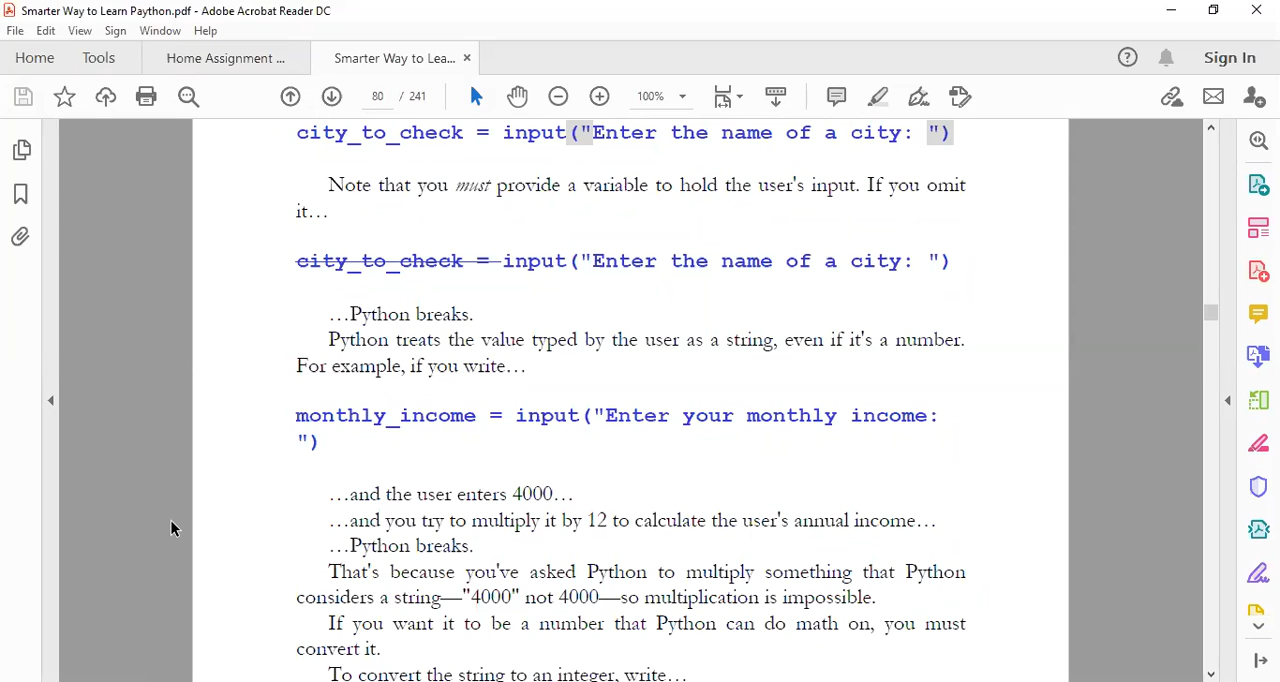 Smarter Way to Learn Paython.pdf - Adobe Acrobat Reader DC
File Edit View Sign Window Help
Home Tools Home Assignment ... Smarter Way to Lea... × Sign In
80 / 241 100%
city_to_check = input("Enter the name of a city: ")
Note that you must provide a variable to hold the user's input. If you omit
it…
city_to_check = input("Enter the name of a city: ")
…Python breaks.
Python treats the value typed by the user as a string, even if it's a number.
For example, if you write…
monthly_income = input("Enter your monthly income:
")
…and the user enters 4000…
…and you try to multiply it by 12 to calculate the user's annual income…
…Python breaks.
That's because you've asked Python to multiply something that Python
considers a string—"4000" not 4000—so multiplication is impossible.
If you want it to be a number that Python can do math on, you must
convert it.
To convert the string to an integer, write…